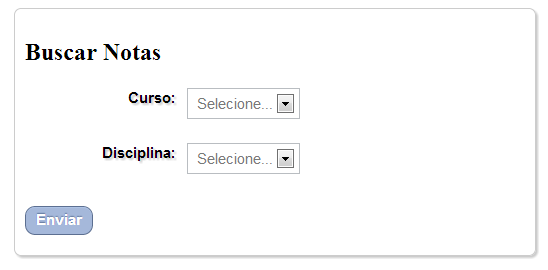 Buscar Notas
Curso: Selecione...
Disciplina: Selecione...
Enviar